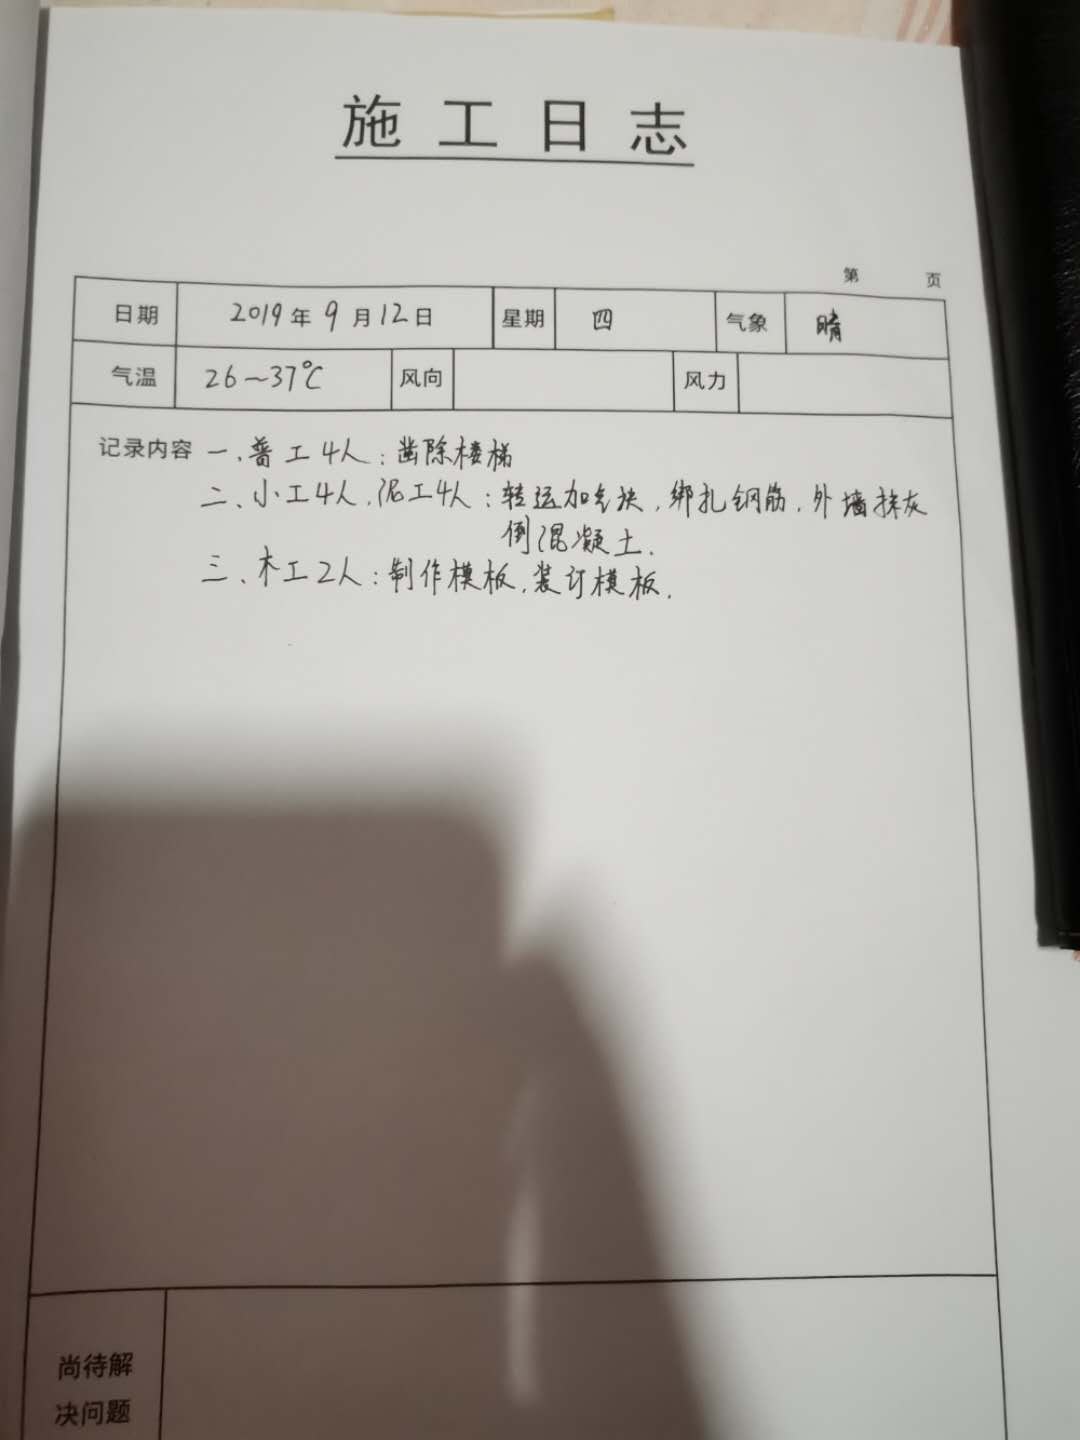 施工日志
第 页
日期 2019年9月12日 星期 四 气象 晴
气温 26~37℃ 风向 风力
记录内容 一、普工4人：凿除楼梯
二、小工4人、泥工4人：转运加气块，绑扎钢筋，外墙抹灰
倒混凝土.
三、木工2人：制作模板，装订模板.
尚待解
决问题